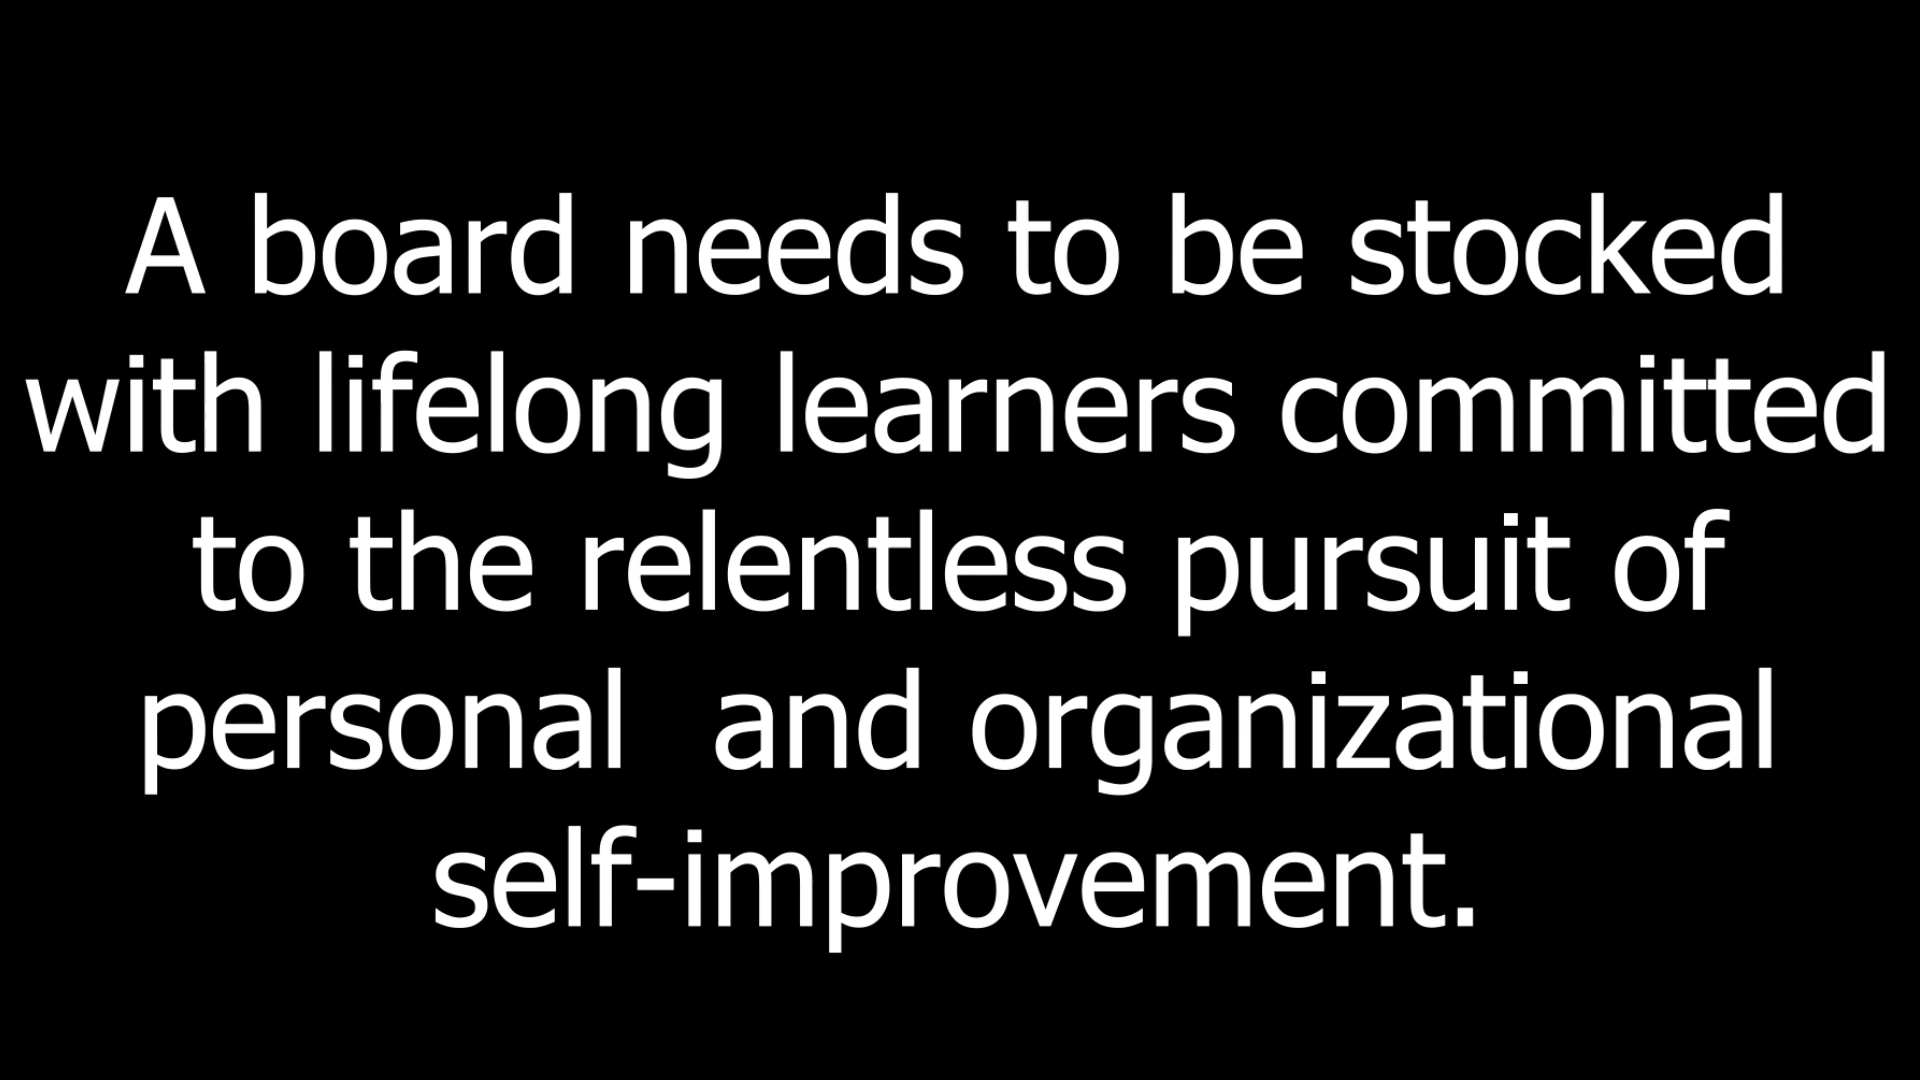 A board needs to be stocked
with lifelong learners committed
to the relentless pursuit of
personal  and organizational
self-improvement.